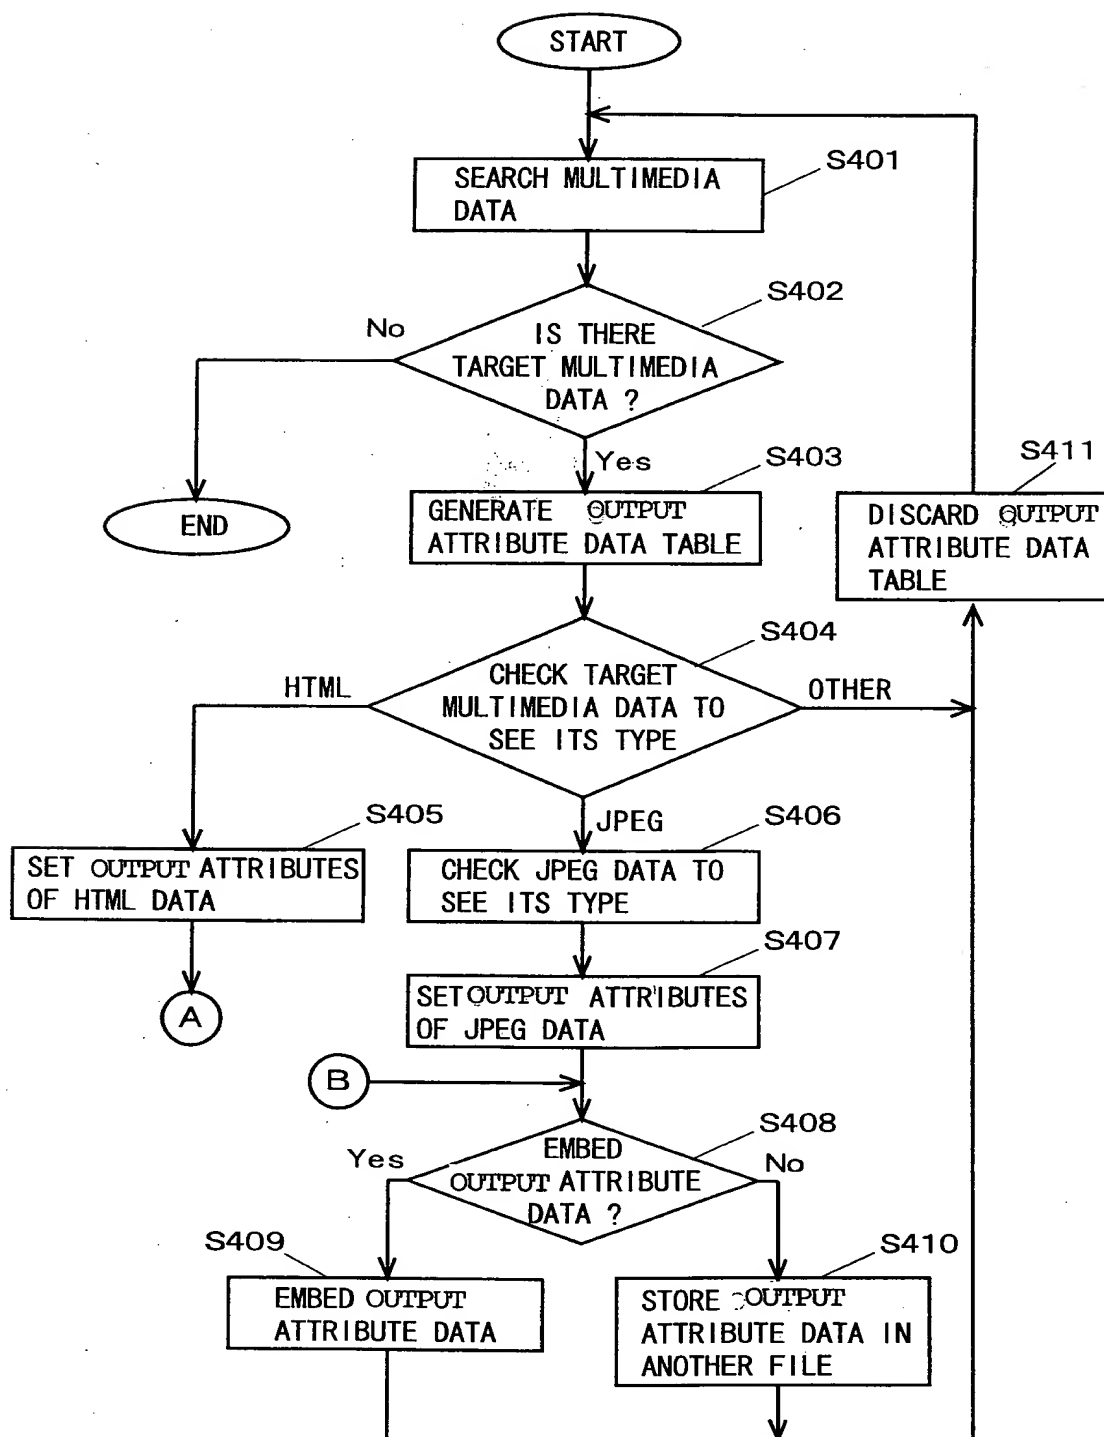 START
S401
SEARCH MULTIMEDIA
DATA
S402
No
IS THERE
TARGET MULTIMEDIA
DATA ?
Yes
S403
S411
END
GENERATE OUTPUT
ATTRIBUTE DATA TABLE
DISCARD OUTPUT
ATTRIBUTE DATA
TABLE
S404
HTML
CHECK TARGET
MULTIMEDIA DATA TO
SEE ITS TYPE
OTHER
S405
JPEG
S406
SET OUTPUT ATTRIBUTES
OF HTML DATA
CHECK JPEG DATA TO
SEE ITS TYPE
S407
A
SET OUTPUT ATTRIBUTES
OF JPEG DATA
B
S408
Yes
EMBED
OUTPUT ATTRIBUTE
DATA ?
No
S409
S410
EMBED OUTPUT
ATTRIBUTE DATA
STORE OUTPUT
ATTRIBUTE DATA IN
ANOTHER FILE